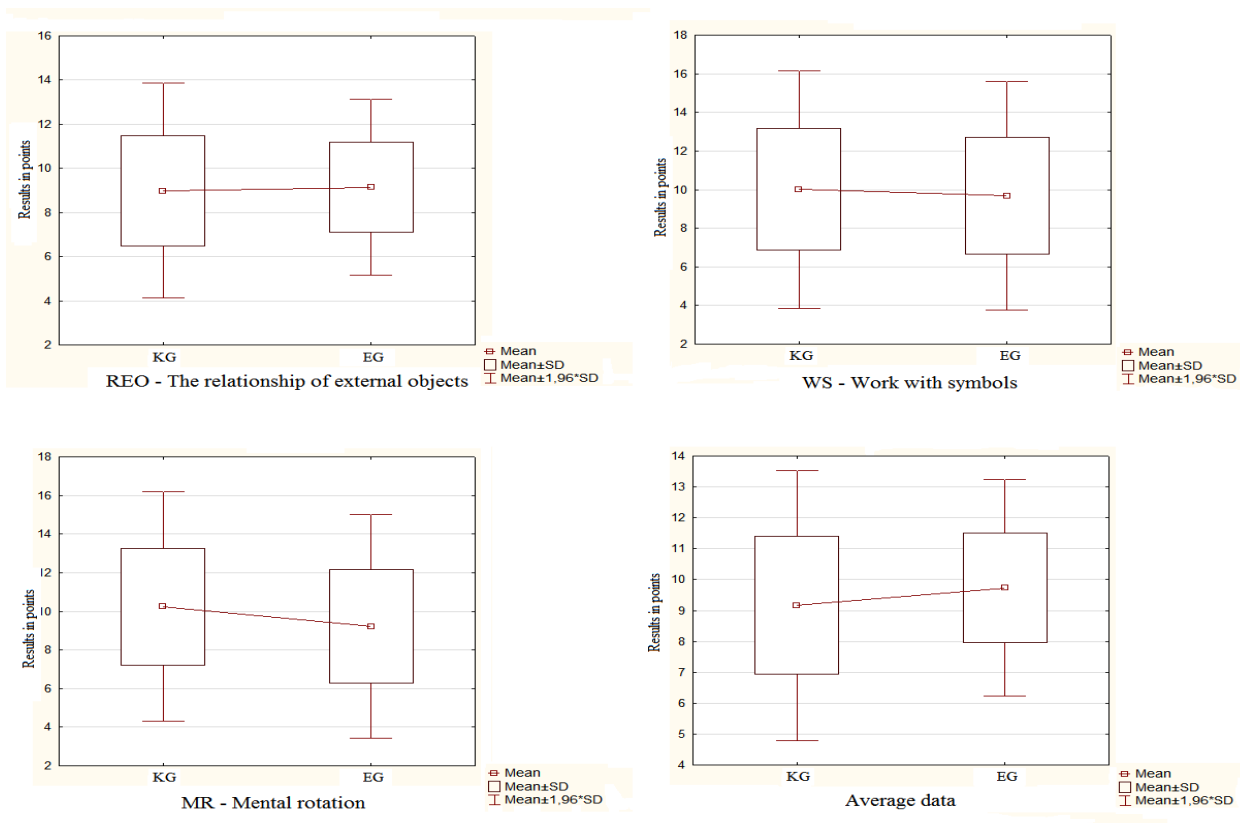 16
14
12
10
8
6
4
2
Results in points
KG
EG
REO - The relationship of external objects
Mean
Mean±SD
Mean±1,96*SD
18
16
14
12
10
8
6
4
2
Results in points
KG
EG
WS - Work with symbols
Mean
Mean±SD
Mean±1,96*SD
18
16
14
12
10
8
6
4
2
Results in points
KG
EG
MR - Mental rotation
Mean
Mean±SD
Mean±1,96*SD
14
13
12
11
10
9
8
7
6
5
4
Results in points
KG
EG
Average data
Mean
Mean±SD
Mean±1,96*SD